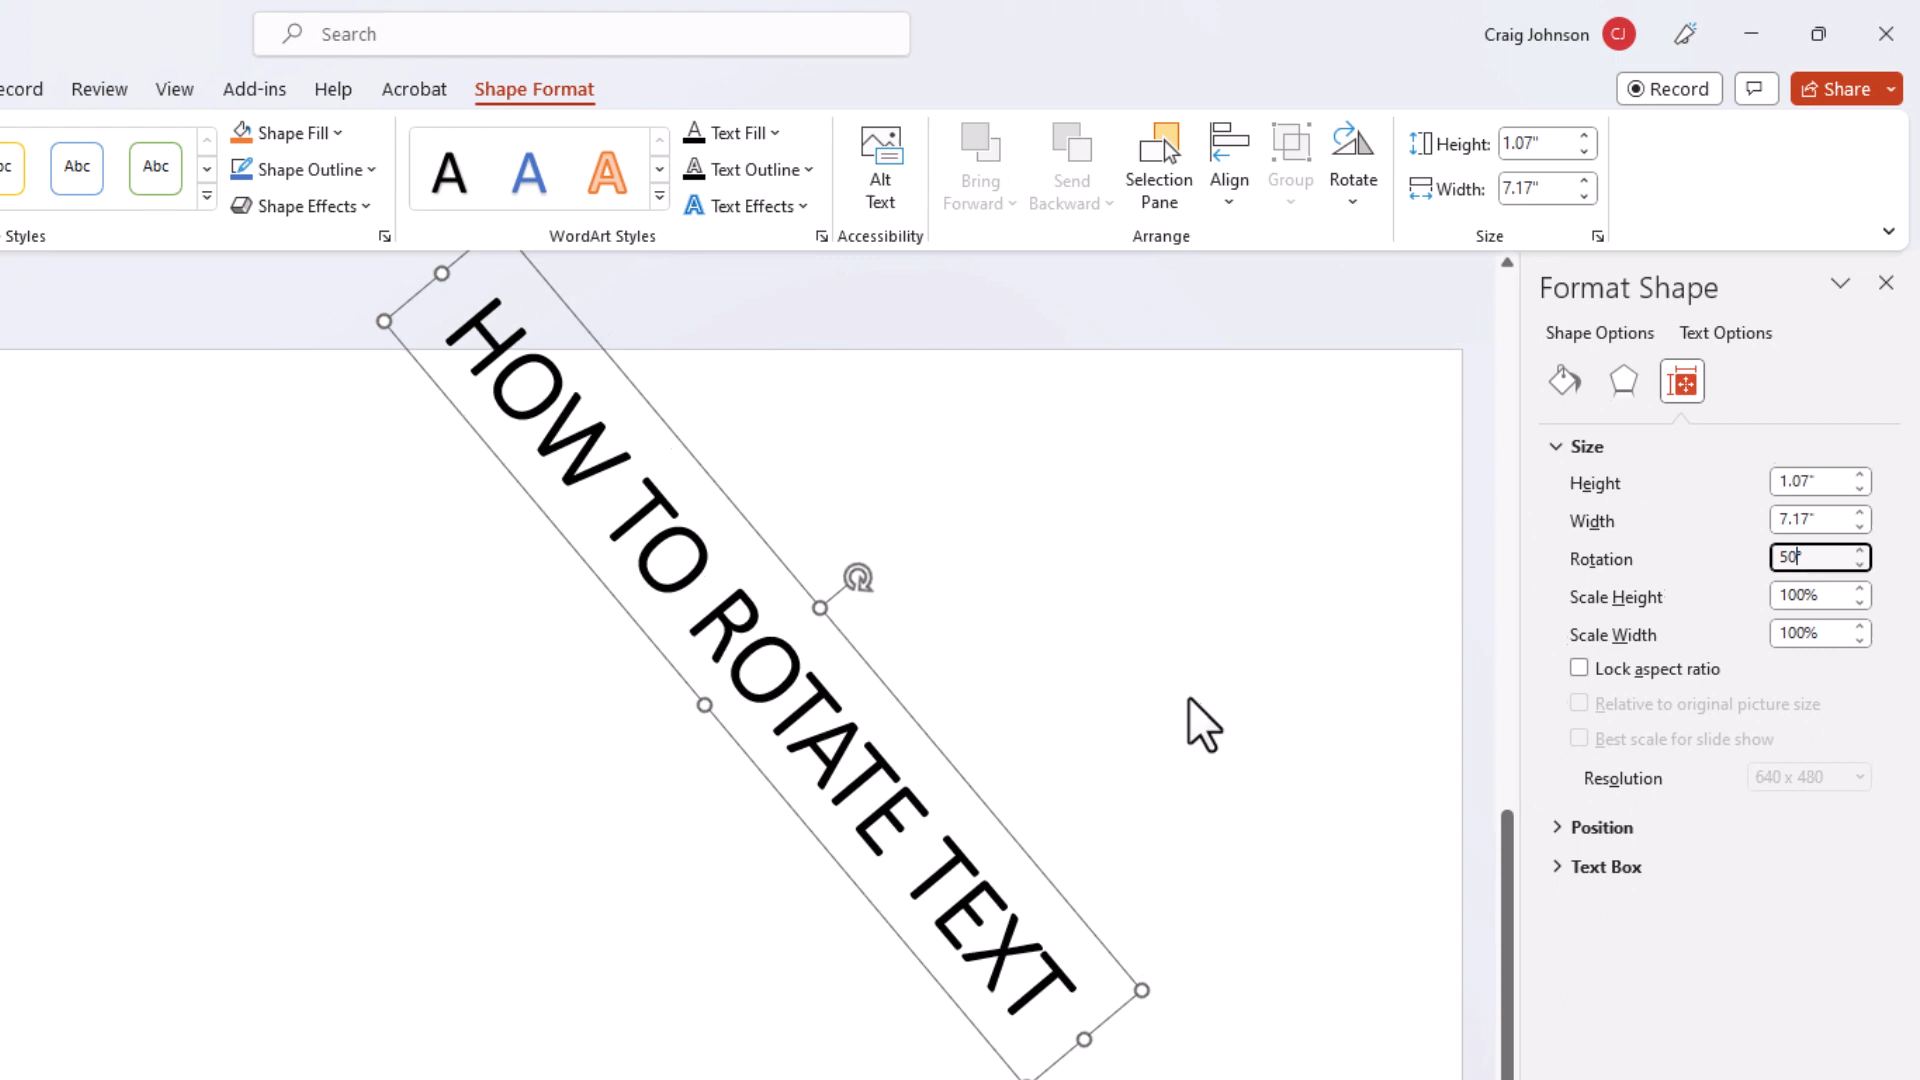 Search
Craig Johnson CJ
ecord Review View Add-ins Help Acrobat Shape Format
Record Share
bc Abc Abc
Shape Fill
Shape Outline
Shape Effects
Styles
A A A
Text Fill
Text Outline
Text Effects
WordArt Styles
Alt
Text
Accessibility
Bring
Forward
Send
Backward
Selection
Pane
Align
Group
Rotate
Arrange
Height: 1.07"
Width: 7.17"
Size
HOW TO ROTATE TEXT
Format Shape
Shape Options Text Options
Size
Height 1.07"
Width 7.17"
Rotation 50°
Scale Height 100%
Scale Width 100%
Lock aspect ratio
Relative to original picture size
Best scale for slide show
Resolution 640 x 480
Position
Text Box